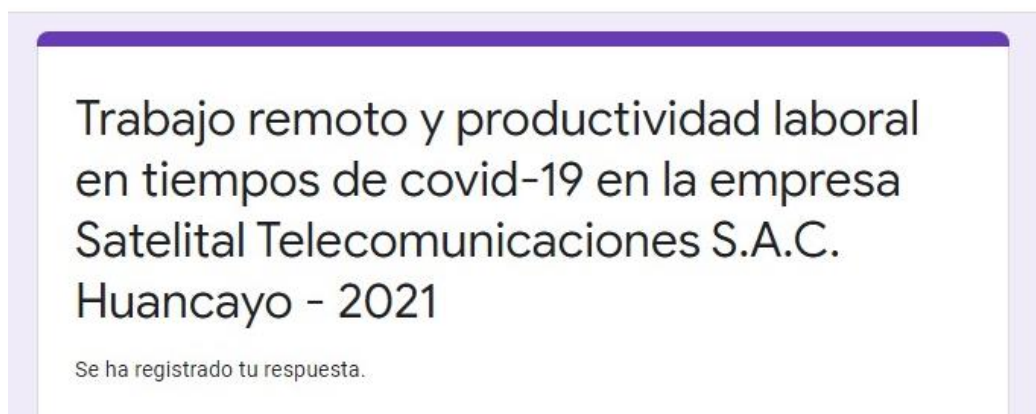 Trabajo remoto y productividad laboral
en tiempos de covid-19 en la empresa
Satelital Telecomunicaciones S.A.C.
Huancayo - 2021
Se ha registrado tu respuesta.